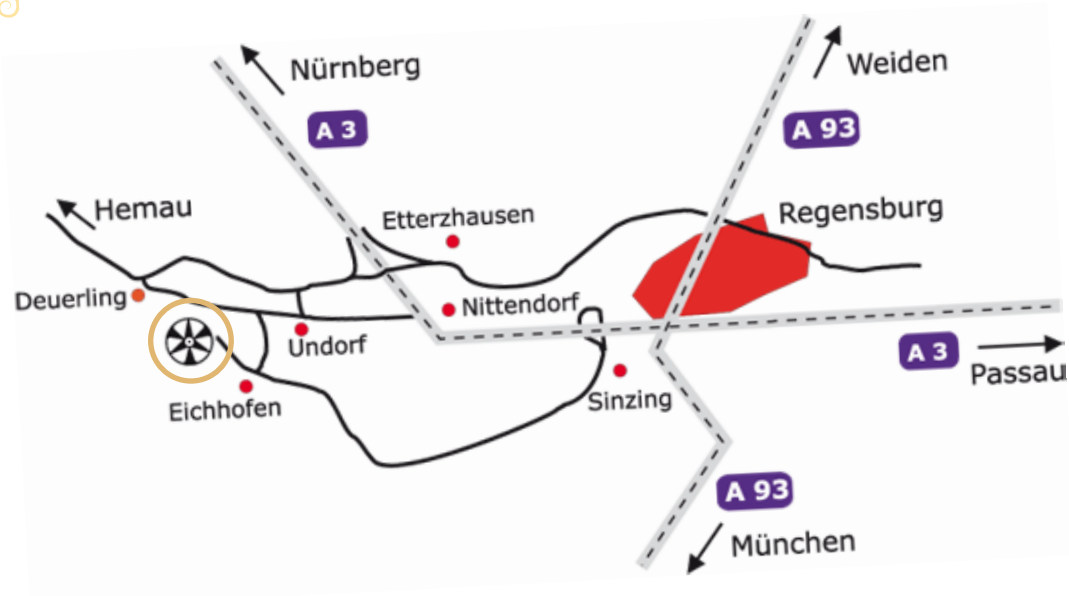 Nürnberg
Weiden
A 3
A 93
Hemau
Etterzhausen
Regensburg
Deuerling
Nittendorf
Undorf
A 3
Passau
Eichhofen
Sinzing
A 93
München